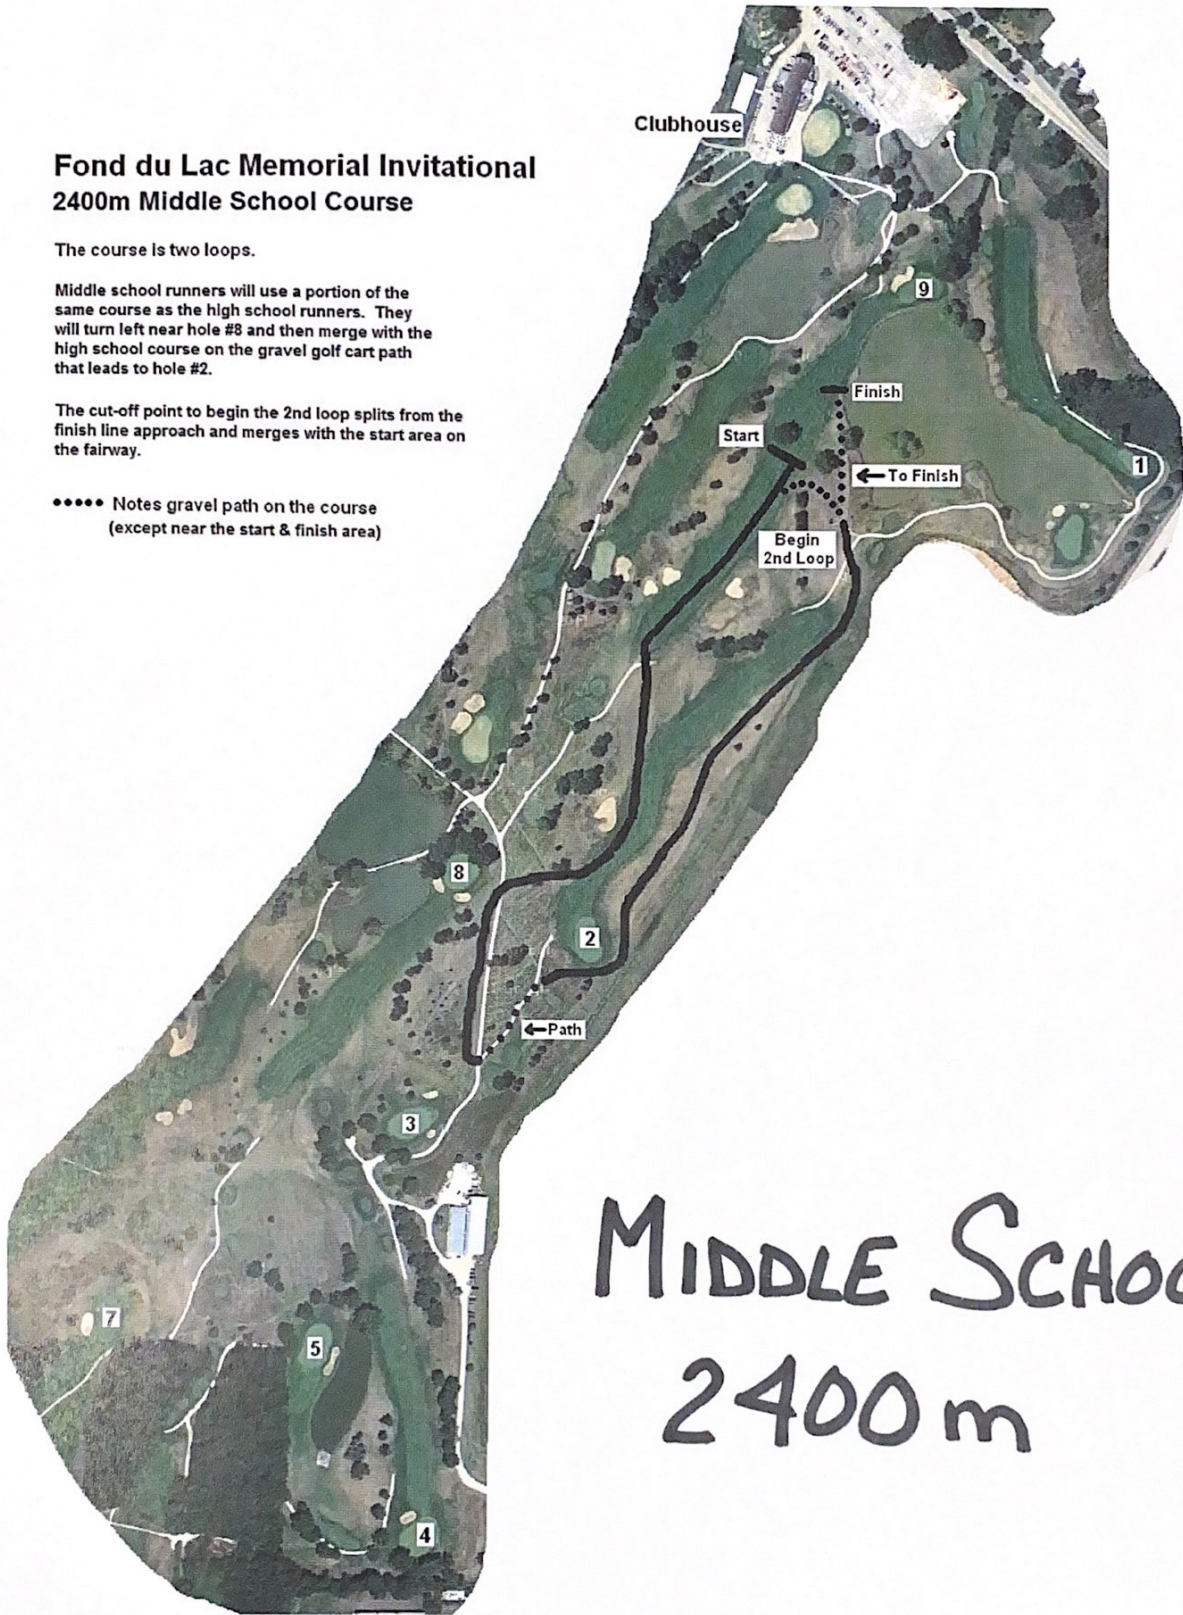 Clubhouse
Fond du Lac Memorial Invitational
2400m Middle School Course
The course is two loops.
Middle school runners will use a portion of the
same course as the high school runners. They
will turn left near hole #8 and then merge with the
high school course on the gravel golf cart path
that leads to hole #2.
The cut-off point to begin the 2nd loop splits from the
finish line approach and merges with the start area on
the fairway.
••••• Notes gravel path on the course
(except near the start & finish area)
9
Finish
Start
1
←To Finish
Begin
2nd Loop
8
2
←Path
3
MIDDLE SCHOO
7
5
2400m
4